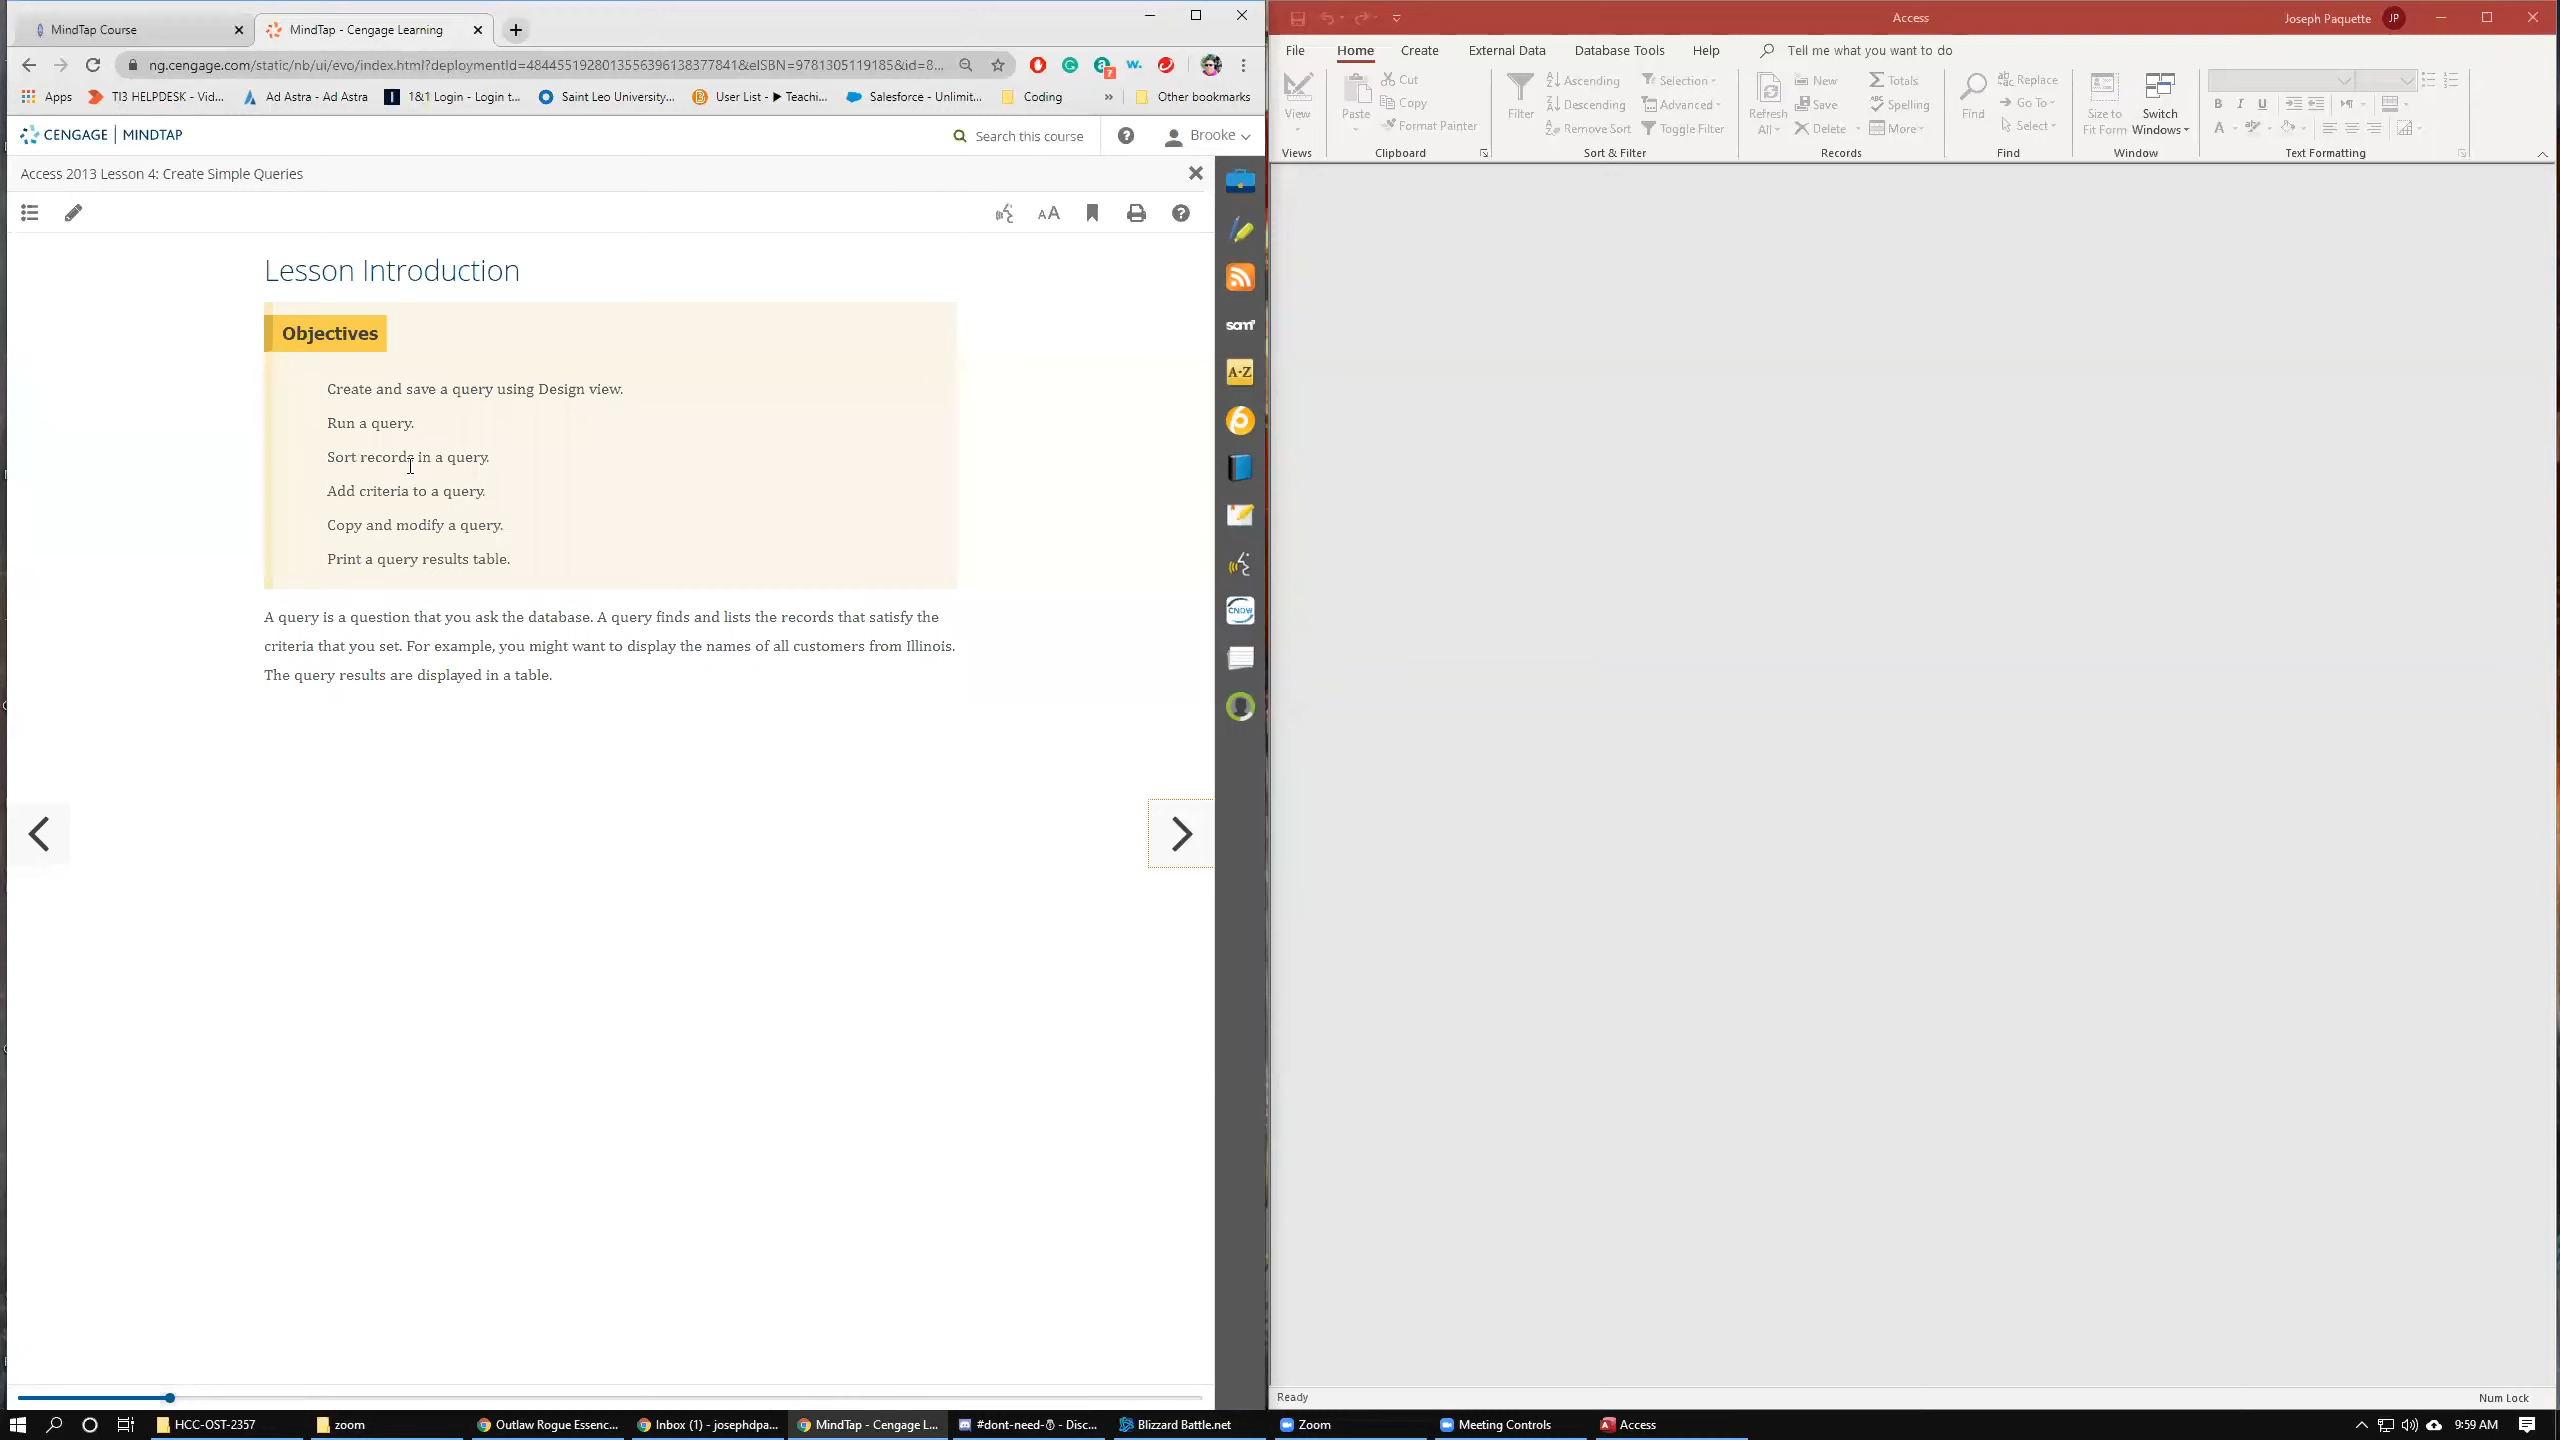 MindTap Course
MindTap - Cengage Learning
ng.cengage.com/static/nb/ui/evo/index.html?deploymentId=4844551928013556396138377841&eISBN=9781305119185&id=8...
Apps
TI3 HELPDESK - Vid...
Ad Astra - Ad Astra
1&1 Login - Login t...
Saint Leo University...
User List - ▶ Teachi...
Salesforce - Unlimit...
Coding
»
Other bookmarks
CENGAGE | MINDTAP
Search this course
Brooke
Access 2013 Lesson 4: Create Simple Queries
AA
Lesson Introduction
Objectives
Create and save a query using Design view.
Run a query.
Sort records in a query.
Add criteria to a query.
Copy and modify a query.
Print a query results table.
A query is a question that you ask the database. A query finds and lists the records that satisfy the
criteria that you set. For example, you might want to display the names of all customers from Illinois.
The query results are displayed in a table.
sam
A-Z
CNOW
Access
Joseph Paquette
JP
File
Home
Create
External Data
Database Tools
Help
Tell me what you want to do
View
Views
Paste
Cut
Copy
Format Painter
Clipboard
Filter
Ascending
Descending
Remove Sort
Selection
Advanced
Toggle Filter
Sort & Filter
Refresh
All
New
Save
Delete
Totals
Spelling
More
Records
Find
Replace
Go To
Select
Find
Size to
Fit Form
Switch
Windows
Window
B I U
A
Text Formatting
Ready
Num Lock
HCC-OST-2357
zoom
Outlaw Rogue Essenc...
Inbox (1) - josephdpa...
MindTap - Cengage L...
Blizzard Battle.net
Zoom
Meeting Controls
Access
9:59 AM